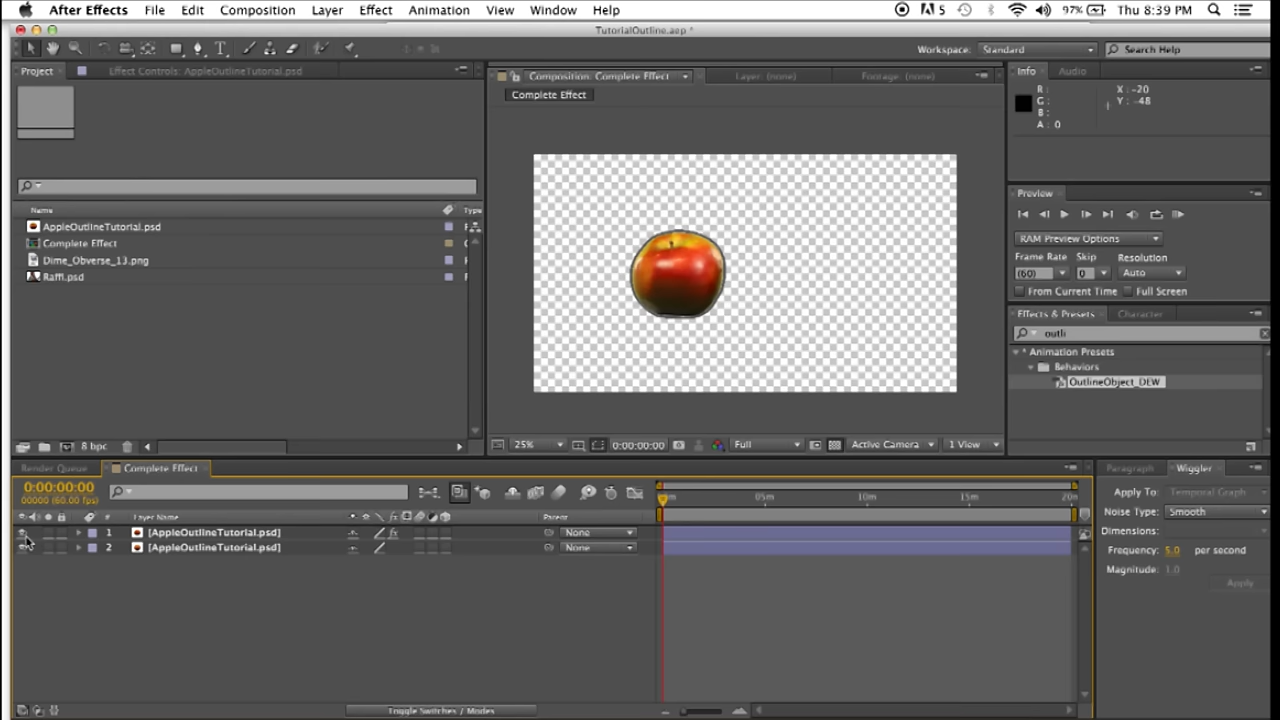 After Effects File Edit Composition Layer Effect Animation View Window Help 5 97% Thu 8:39 PM
TutorialOutline.aep *
Workspace: Standard Search Help
Project Effect Controls: AppleOutlineTutorial.psd Composition: Complete Effect Layer: (none) Footage: (none) Info Audio
Complete Effect
R: X: -20
G: Y: -48
B:
A: 0
Preview
Name Type
AppleOutlineTutorial.psd
Complete Effect
Dime_Obverse_13.png
Raffi.psd
RAM Preview Options
Frame Rate Skip Resolution
(60) 0 Auto
From Current Time Full Screen
Effects & Presets Character
outli
* Animation Presets
Behaviors
OutlineObject_DEW
8 bpc 25% 0:00:00:00 Full Active Camera 1 View
Render Queue Complete Effect Paragraph Wiggler
0:00:00:00
00000 (60.00 fps)
05m 10m 15m 20m
# Layer Name fx Parent
1 [AppleOutlineTutorial.psd] fx None
2 [AppleOutlineTutorial.psd] None
Apply To: Temporal Graph
Noise Type: Smooth
Dimensions:
Frequency: 5.0 per second
Magnitude: 1.0
Apply
Toggle Switches / Modes